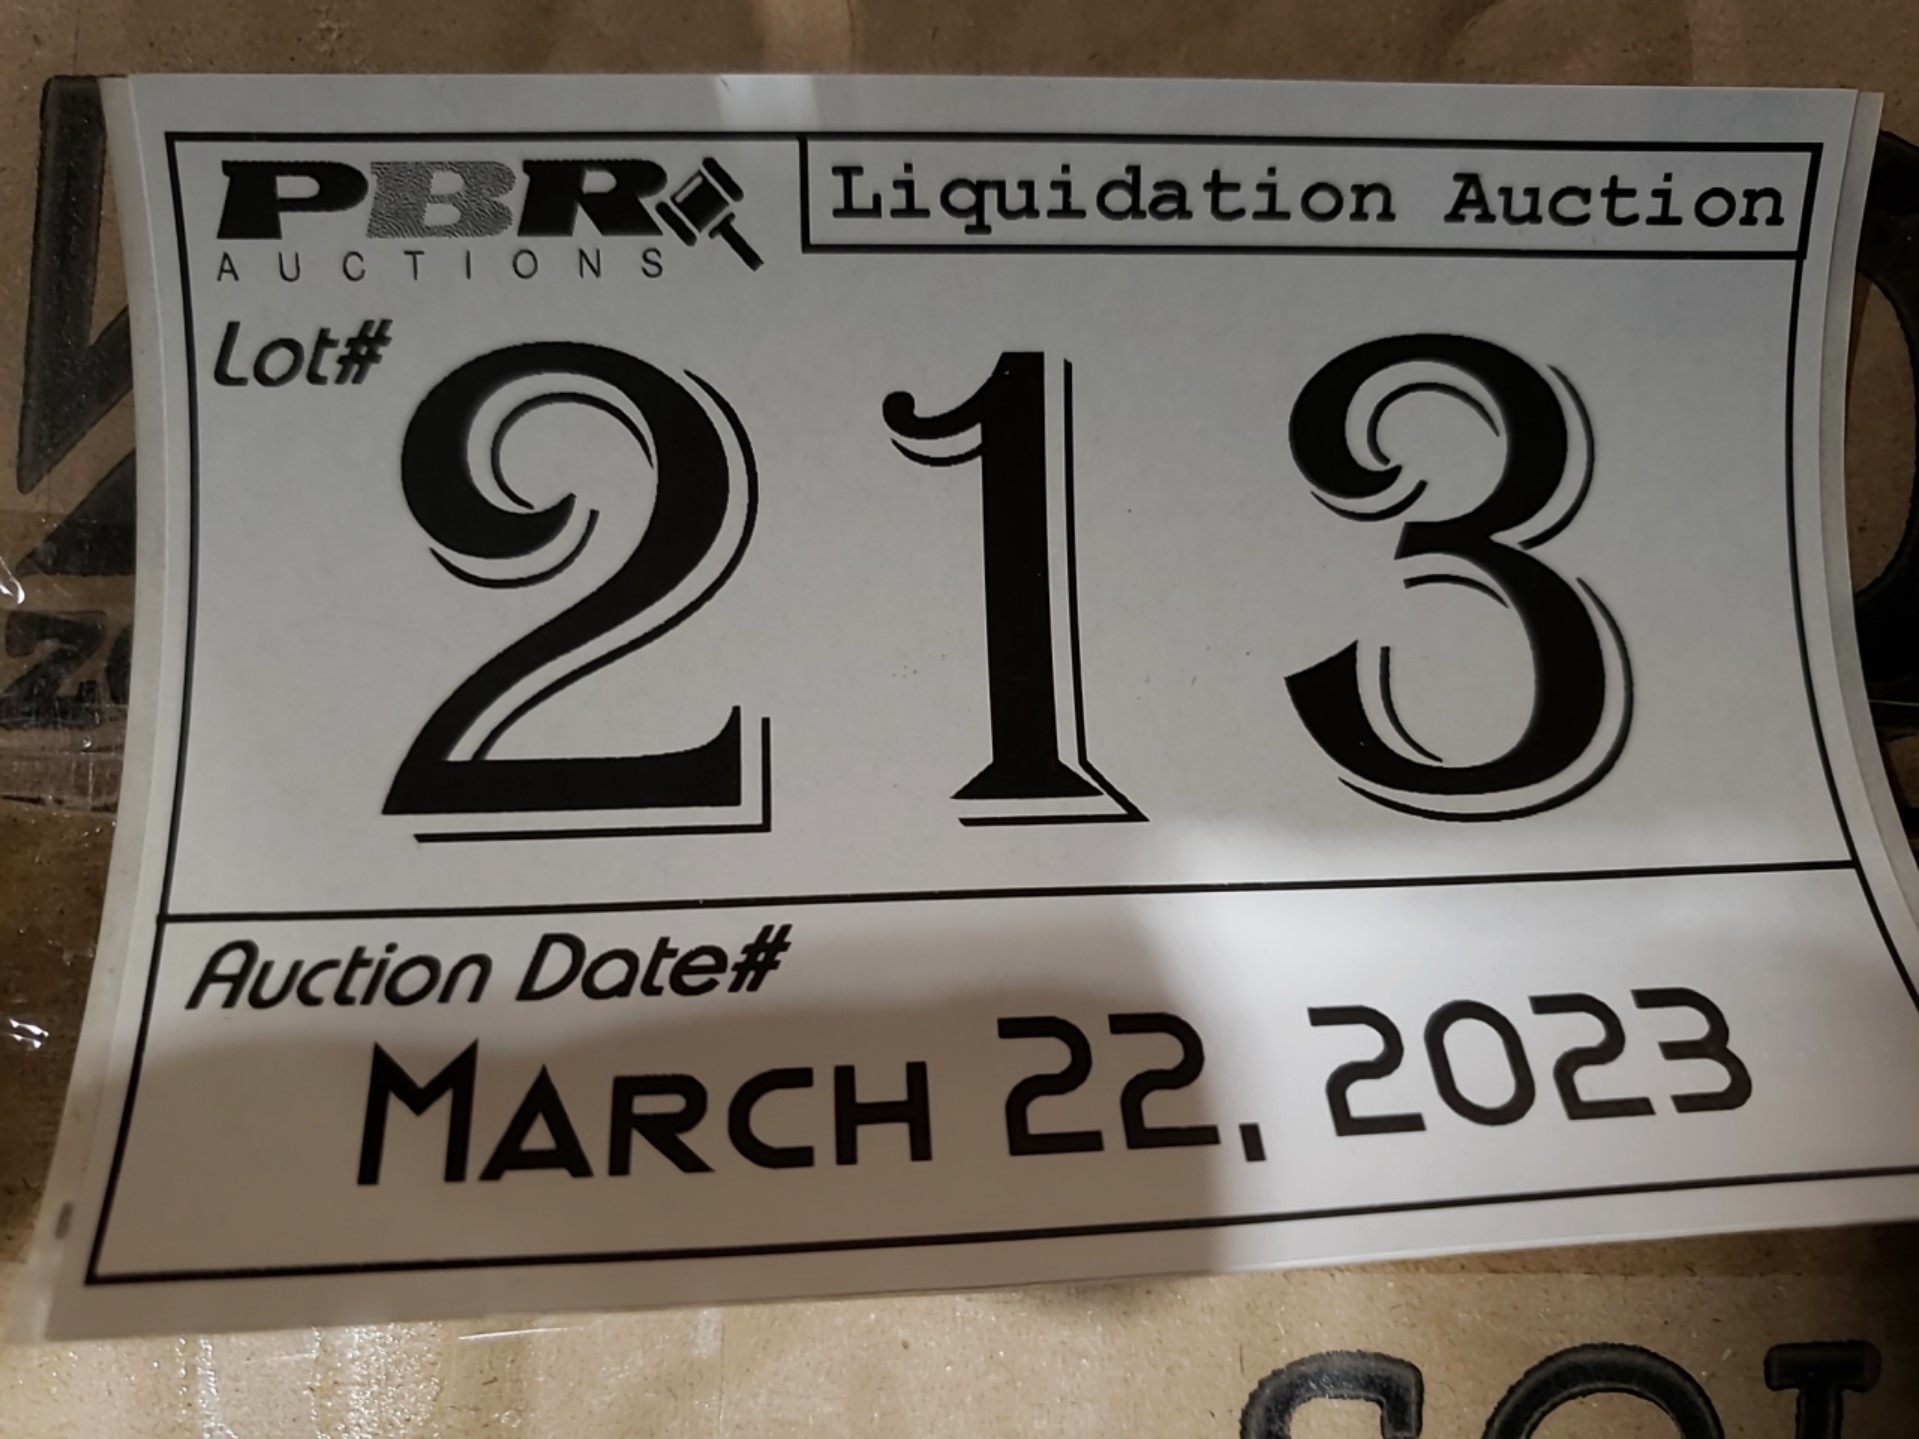 PBR
AUCTIONS
Liquidation Auction
Lot#
213
Auction Date#
MARCH 22, 2023